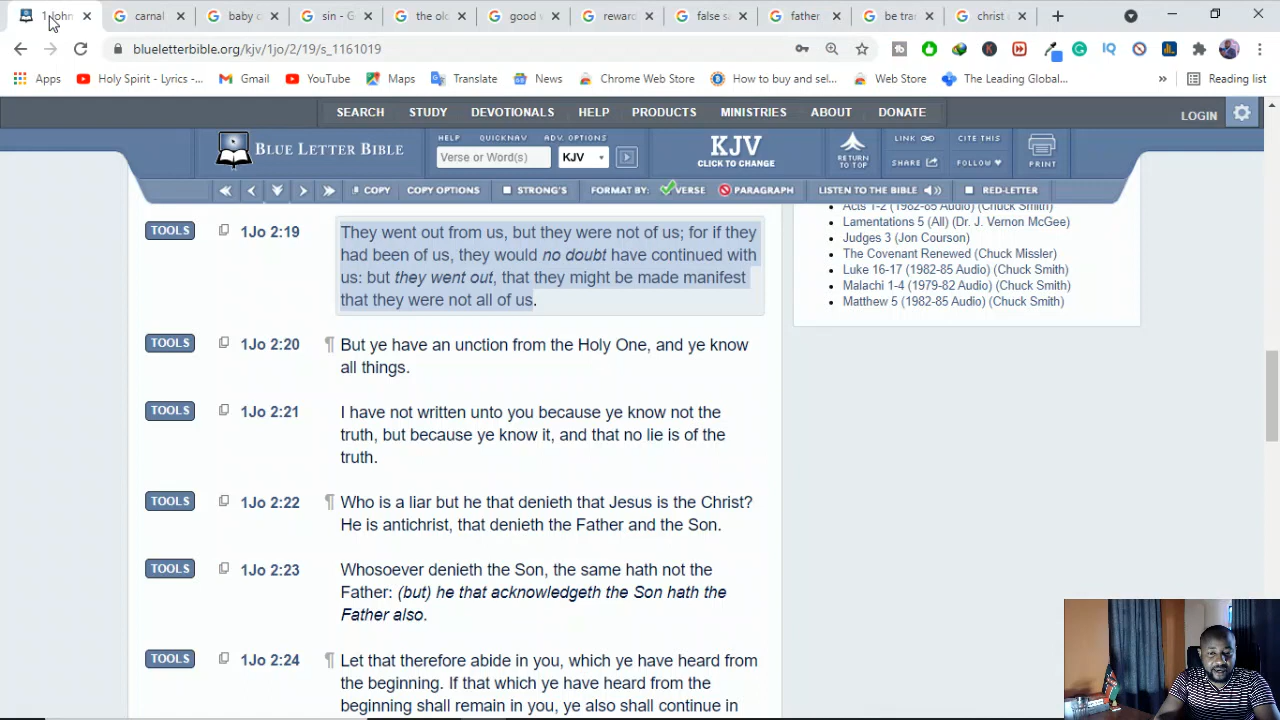 1 John
carnal
baby c
sin - G
the old
good v
reward
false sa
father
be tra
christ
blueletterbible.org/kjv/1jo/2/19/s_1161019
Apps
Holy Spirit - Lyrics -...
Gmail
YouTube
Maps
Translate
News
Chrome Web Store
How to buy and sel...
Web Store
The Leading Global...
»
Reading list
SEARCH
STUDY
DEVOTIONALS
HELP
PRODUCTS
MINISTRIES
ABOUT
DONATE
LOGIN
BLUE LETTER BIBLE
HELP QUICKNAV ADV. OPTIONS
Verse or Word(s)
KJV
KJV
CLICK TO CHANGE
RETURN
TO TOP
LINK
SHARE
CITE THIS
FOLLOW
PRINT
COPY
COPY OPTIONS
STRONG'S
FORMAT BY:
VERSE
PARAGRAPH
LISTEN TO THE BIBLE
RED-LETTER
TOOLS 1Jo 2:19 They went out from us, but they were not of us; for if they
had been of us, they would no doubt have continued with
us: but they went out, that they might be made manifest
that they were not all of us.
TOOLS 1Jo 2:20 ¶ But ye have an unction from the Holy One, and ye know
all things.
TOOLS 1Jo 2:21 I have not written unto you because ye know not the
truth, but because ye know it, and that no lie is of the
truth.
TOOLS 1Jo 2:22 ¶ Who is a liar but he that denieth that Jesus is the Christ?
He is antichrist, that denieth the Father and the Son.
TOOLS 1Jo 2:23 Whosoever denieth the Son, the same hath not the
Father: (but) he that acknowledgeth the Son hath the
Father also.
TOOLS 1Jo 2:24 ¶ Let that therefore abide in you, which ye have heard from
the beginning. If that which ye have heard from the
beginning shall remain in you, ye also shall continue in
Acts 1-2 (1982-85 Audio) (Chuck Smith)
Lamentations 5 (All) (Dr. J. Vernon McGee)
Judges 3 (Jon Courson)
The Covenant Renewed (Chuck Missler)
Luke 16-17 (1982-85 Audio) (Chuck Smith)
Malachi 1-4 (1979-82 Audio) (Chuck Smith)
Matthew 5 (1982-85 Audio) (Chuck Smith)